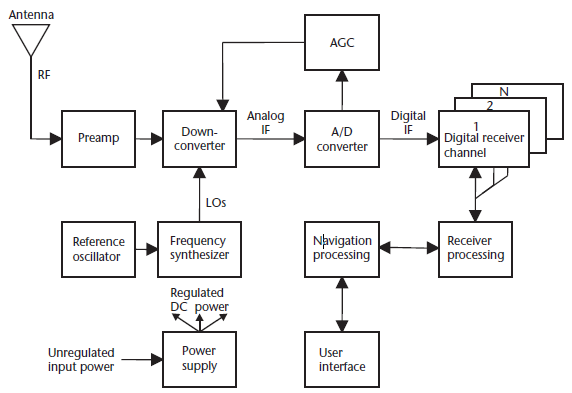 Antenna
RF
AGC
Preamp
Down-
converter
Analog
IF
A/D
converter
Digital
IF
N
2
1
Digital receiver
channel
LOs
Reference
oscillator
Frequency
synthesizer
Navigation
processing
Receiver
processing
Regulated
DC power
Unregulated
input power
Power
supply
User
interface